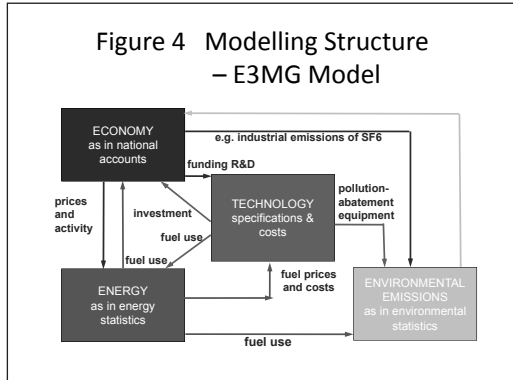 Figure 4 Modelling Structure
– E3MG Model
ECONOMY
as in national
accounts
e.g. industrial emissions of SF6
funding R&D
TECHNOLOGY
specifications &
costs
pollution-
abatement
equipment
prices
and
activity
investment
fuel use
fuel use
fuel prices
and costs
ENERGY
as in energy
statistics
ENVIRONMENTAL
EMISSIONS
as in environmental
statistics
fuel use